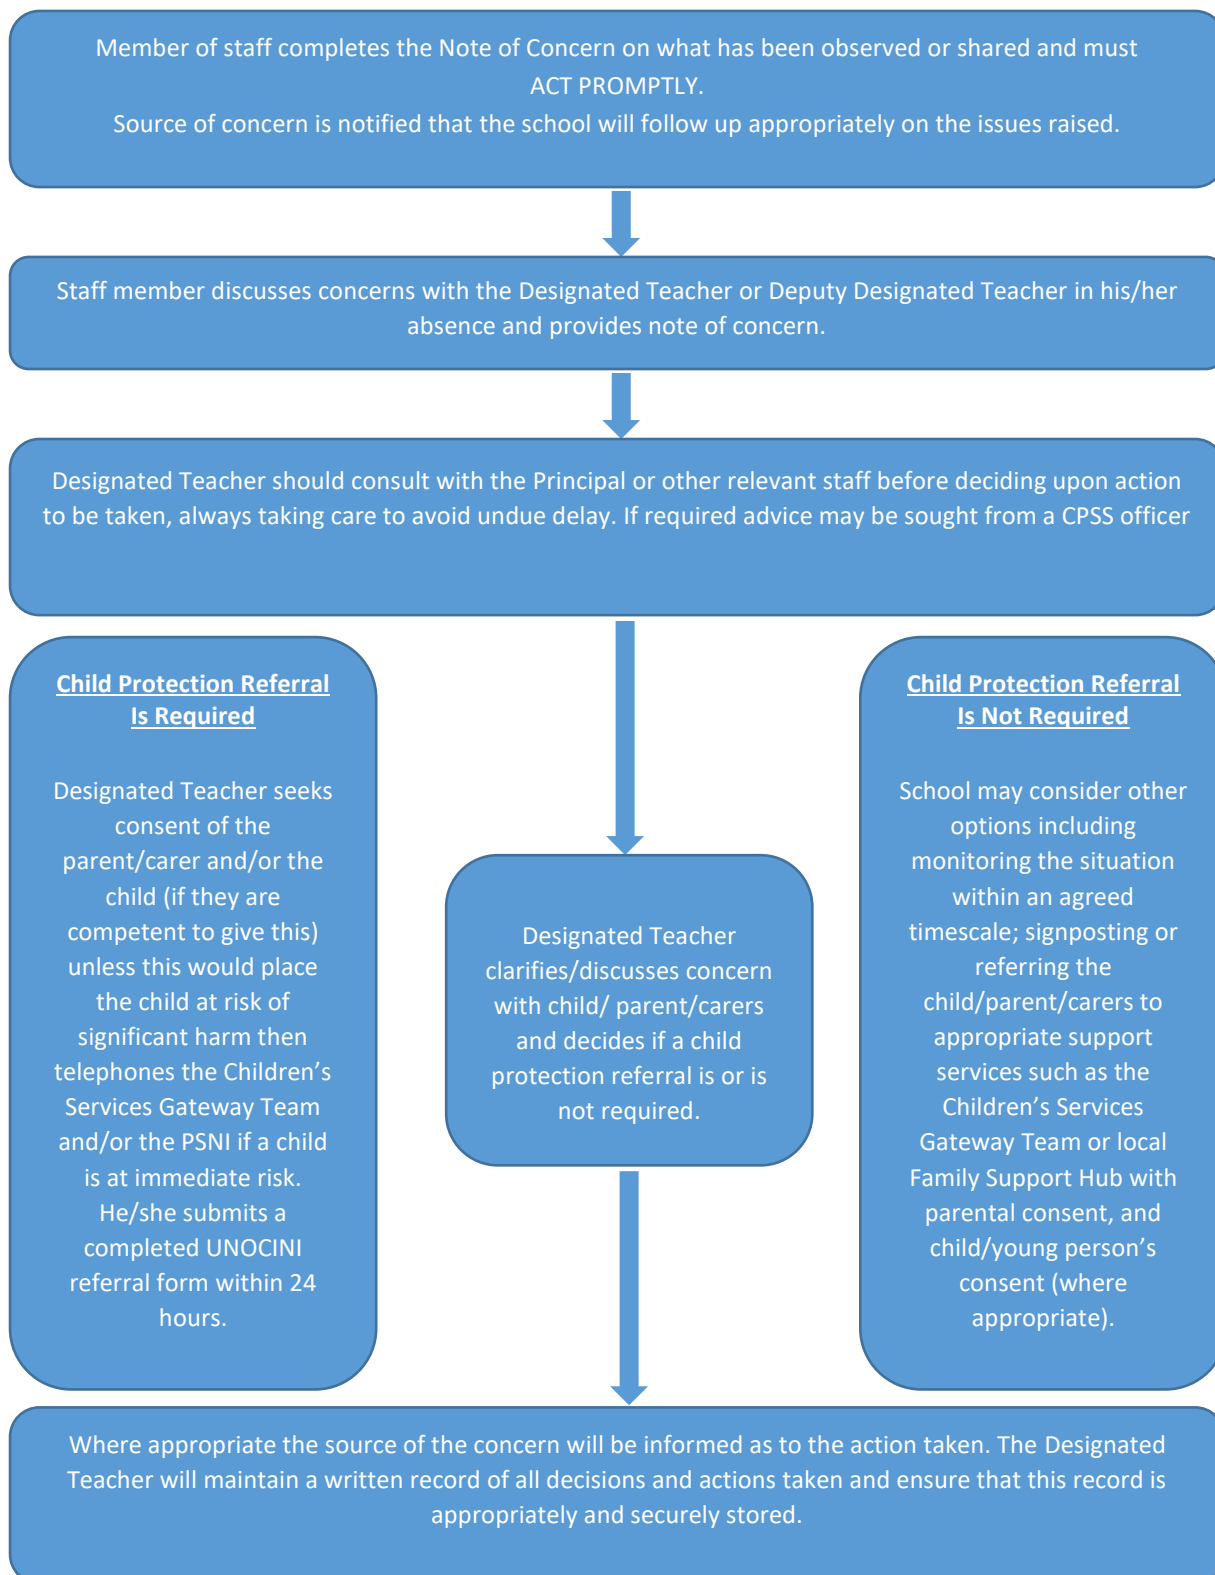 Member of staff completes the Note of Concern on what has been observed or shared and must
ACT PROMPTLY.
Source of concern is notified that the school will follow up appropriately on the issues raised.
Staff member discusses concerns with the Designated Teacher or Deputy Designated Teacher in his/her
absence and provides note of concern.
Designated Teacher should consult with the Principal or other relevant staff before deciding upon action
to be taken, always taking care to avoid undue delay. If required advice may be sought from a CPSS officer
Child Protection Referral
Is Required
Designated Teacher seeks
consent of the
parent/carer and/or the
child (if they are
competent to give this)
unless this would place
the child at risk of
significant harm then
telephones the Children's
Services Gateway Team
and/or the PSNI if a child
is at immediate risk.
He/she submits a
completed UNOCINI
referral form within 24
hours.
Designated Teacher
clarifies/discusses concern
with child/ parent/carers
and decides if a child
protection referral is or is
not required.
Child Protection Referral
Is Not Required
School may consider other
options including
monitoring the situation
within an agreed
timescale; signposting or
referring the
child/parent/carers to
appropriate support
services such as the
Children's Services
Gateway Team or local
Family Support Hub with
parental consent, and
child/young person's
consent (where
appropriate).
Where appropriate the source of the concern will be informed as to the action taken. The Designated
Teacher will maintain a written record of all decisions and actions taken and ensure that this record is
appropriately and securely stored.